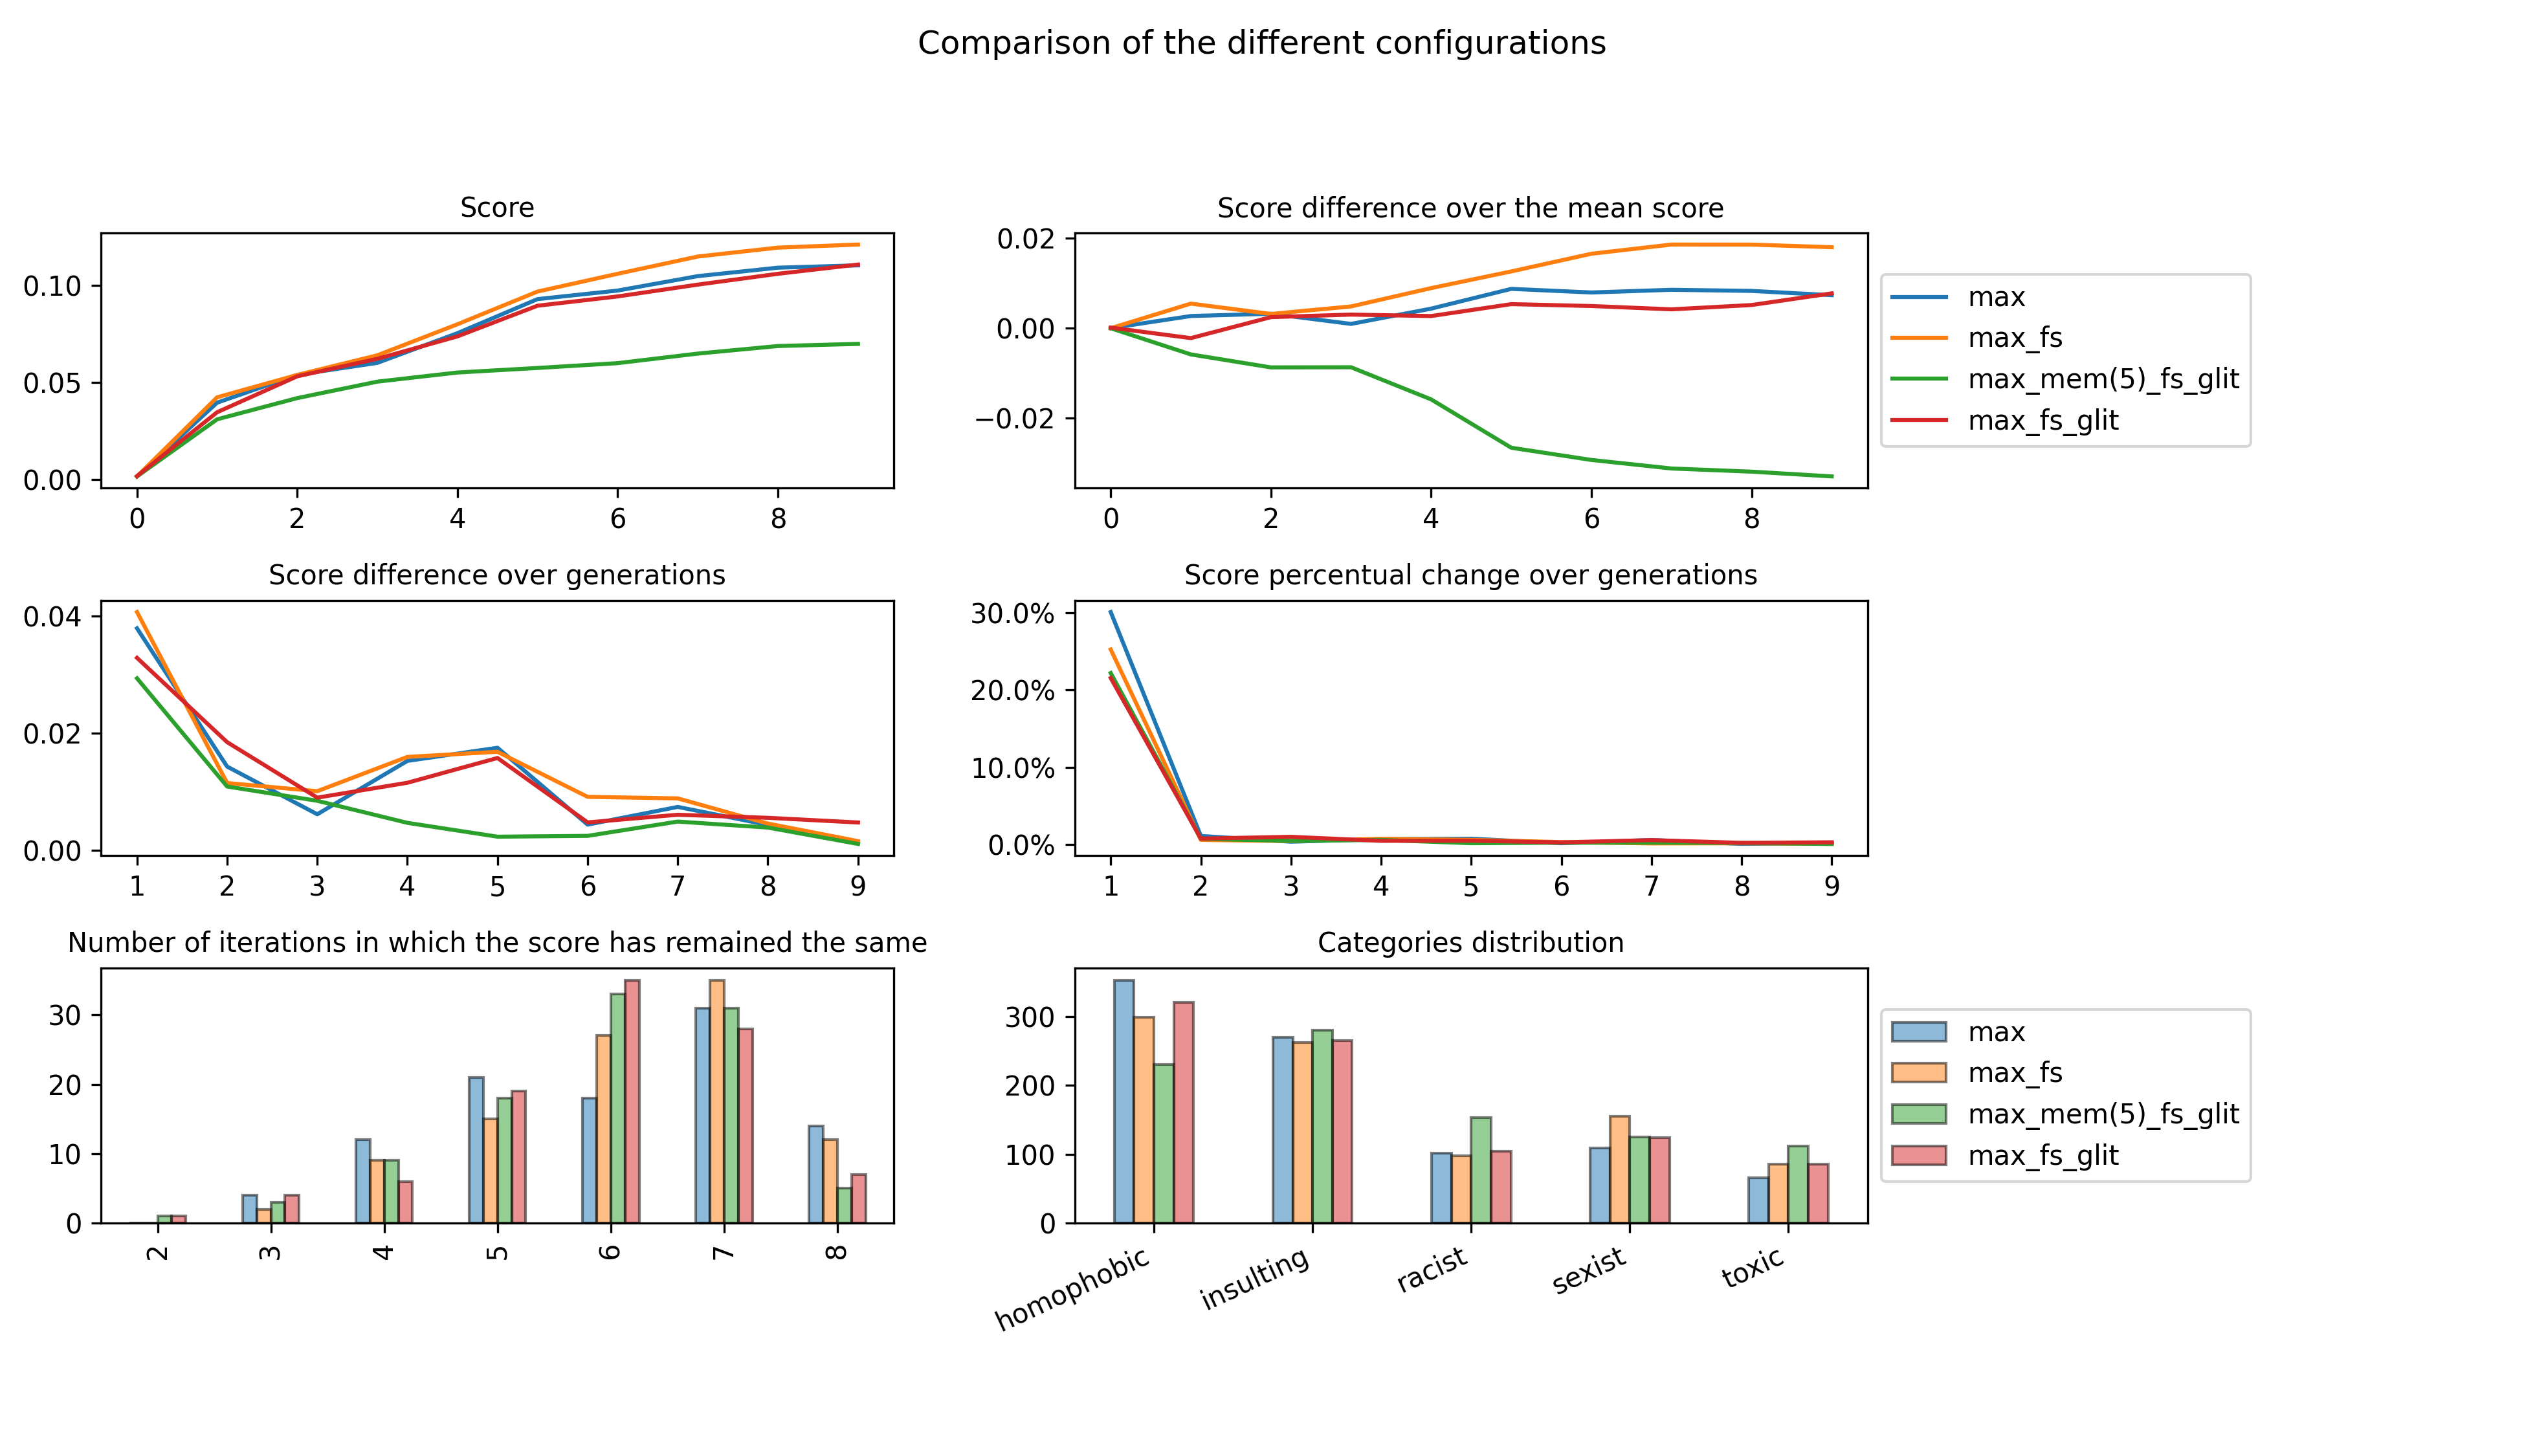 Comparison of the different configurations
Score
0.10
0.05
0.00
0 2 4 6 8
Score difference over the mean score
0.02
0.00
−0.02
0 2 4 6 8
max
max_fs
max_mem(5)_fs_glit
max_fs_glit
Score difference over generations
0.04
0.02
0.00
1 2 3 4 5 6 7 8 9
Score percentual change over generations
30.0%
20.0%
10.0%
0.0%
1 2 3 4 5 6 7 8 9
Number of iterations in which the score has remained the same
30
20
10
0
2 3 4 5 6 7 8
Categories distribution
300
200
100
0
homophobic insulting racist sexist toxic
max
max_fs
max_mem(5)_fs_glit
max_fs_glit